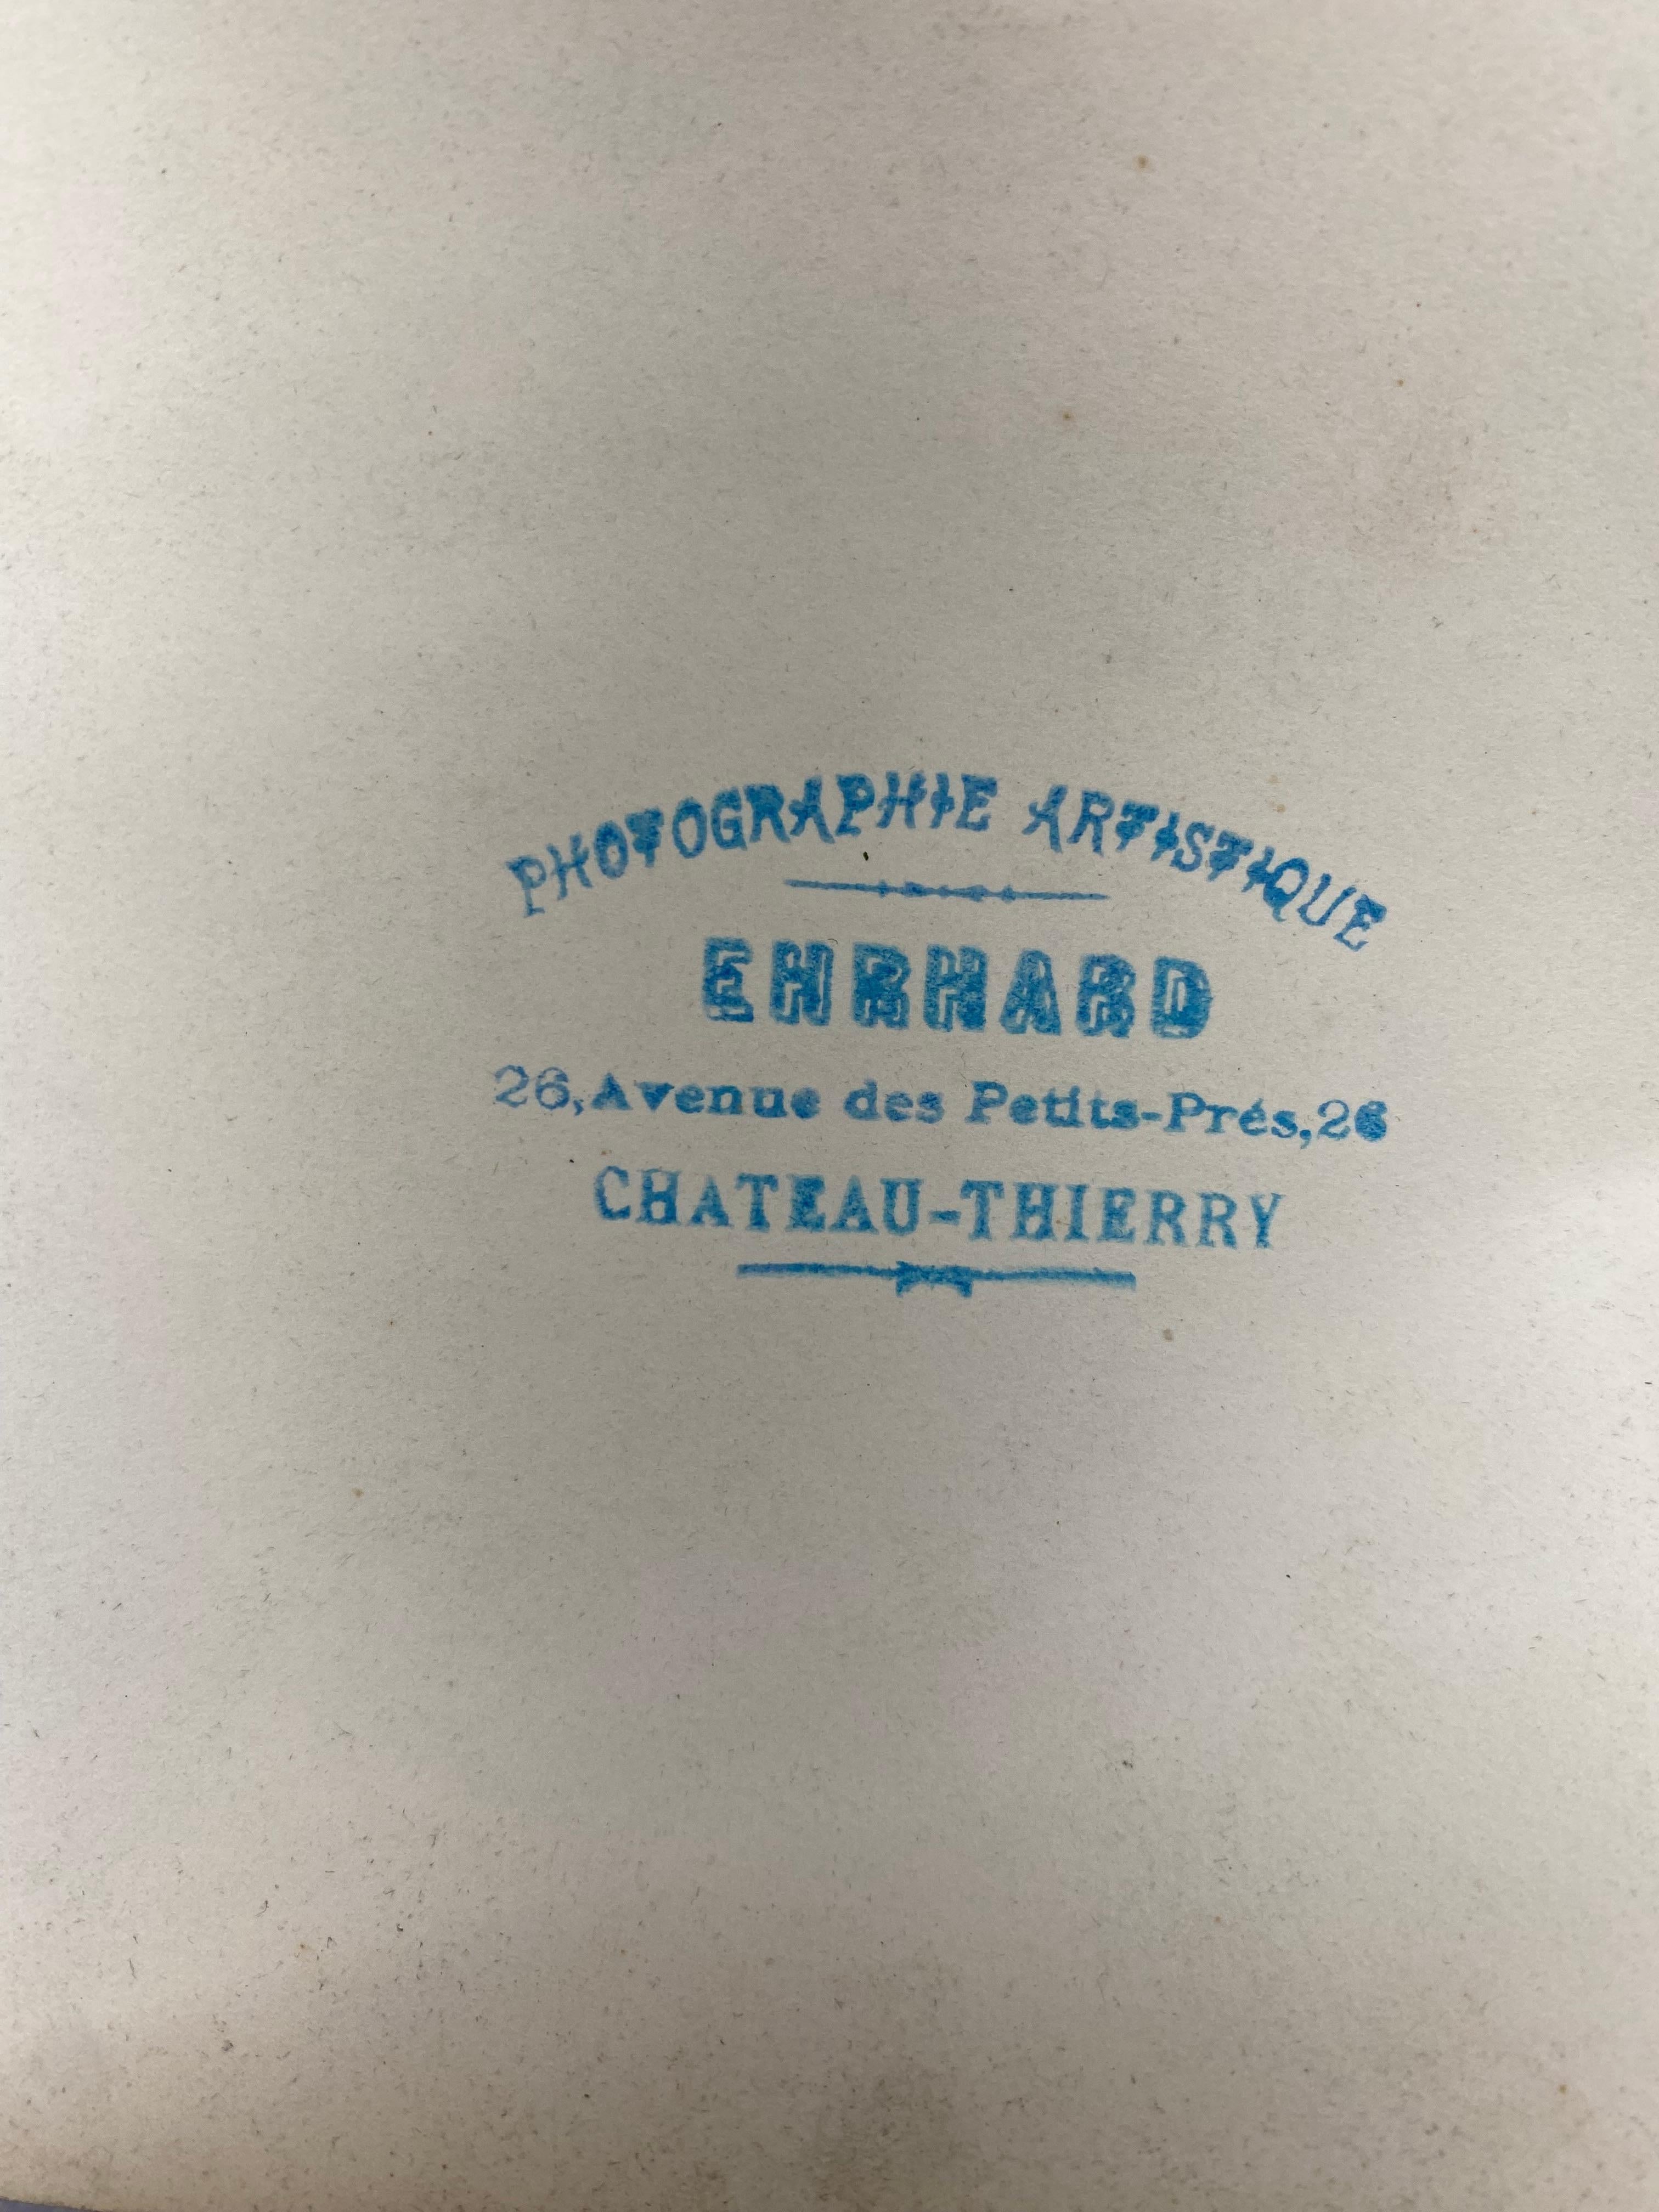 PHOTOGRAPHIE ARTISTIQUE
EHRHARD
26, Avenue des Petits-Prés, 26
CHATEAU-THIERRY